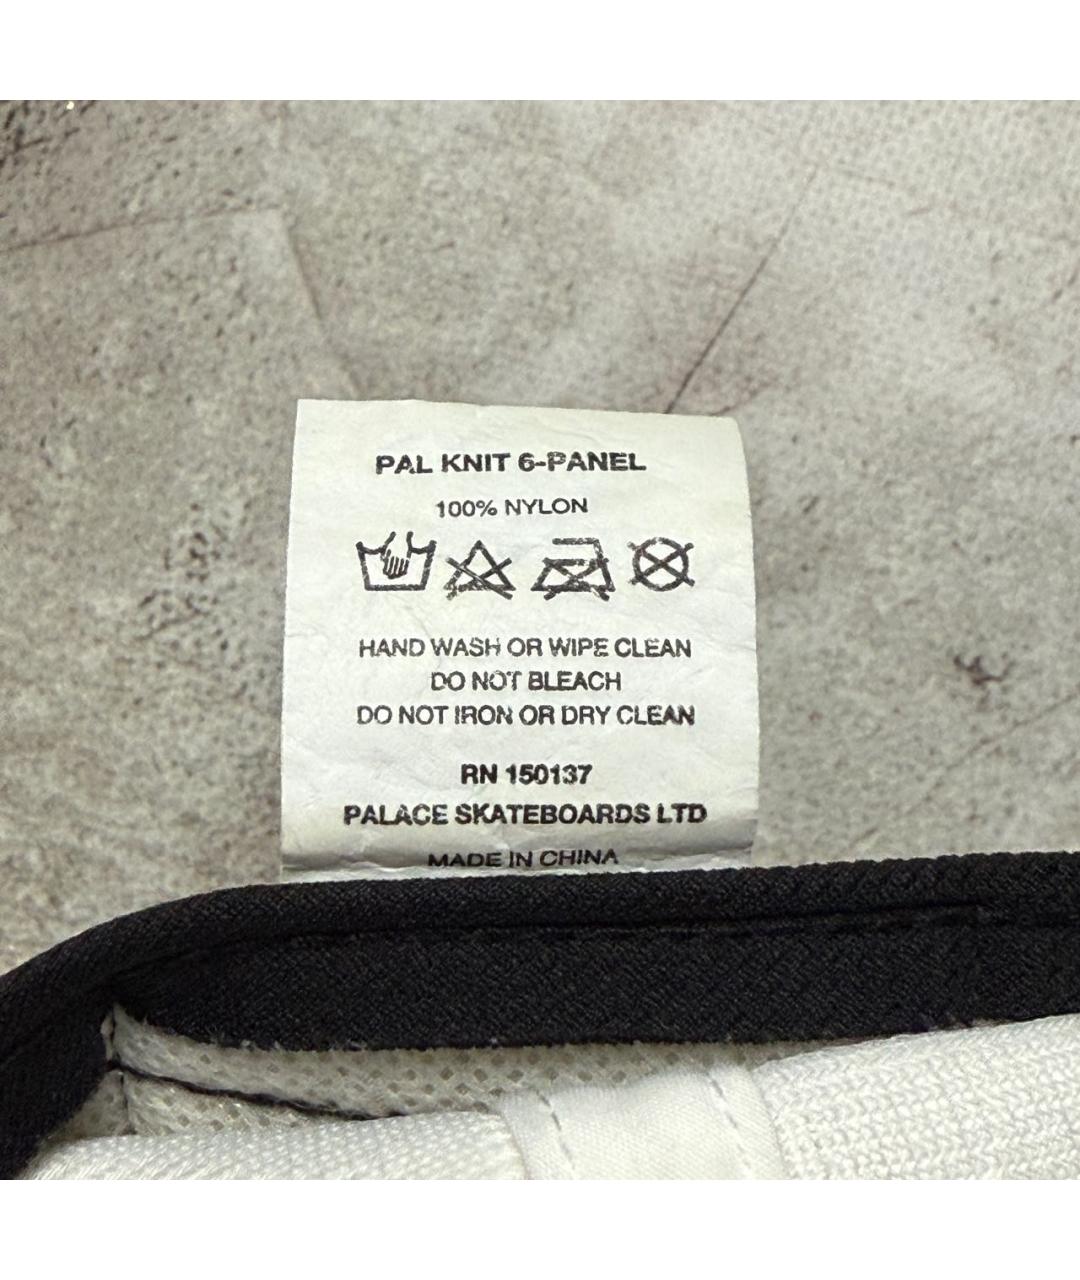 PAL KNIT 6-PANEL
100% NYLON
HAND WASH OR WIPE CLEAN
DO NOT BLEACH
DO NOT IRON OR DRY CLEAN
RN 150137
PALACE SKATEBOARDS LTD
MADE IN CHINA